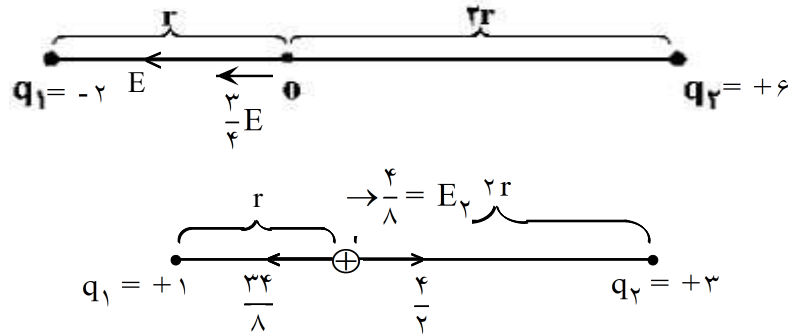 r ۲r
q۱= - ۲ E ۳/۴ E o q۲ = +۶
→ ۴/۸ = E۲ ۲r
r
q۱ = +۱ ۳۴/۸ + ۴/۲ q۲ = +۳